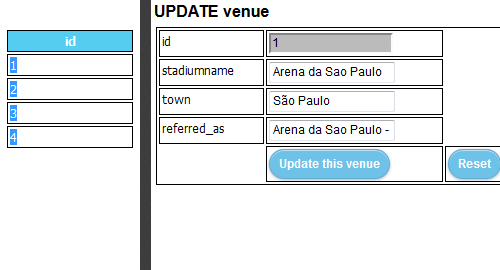 id
1
2
3
4
UPDATE venue
id 1
stadiumname Arena da Sao Paulo
town São Paulo
referred_as Arena da Sao Paulo -
Update this venue Reset